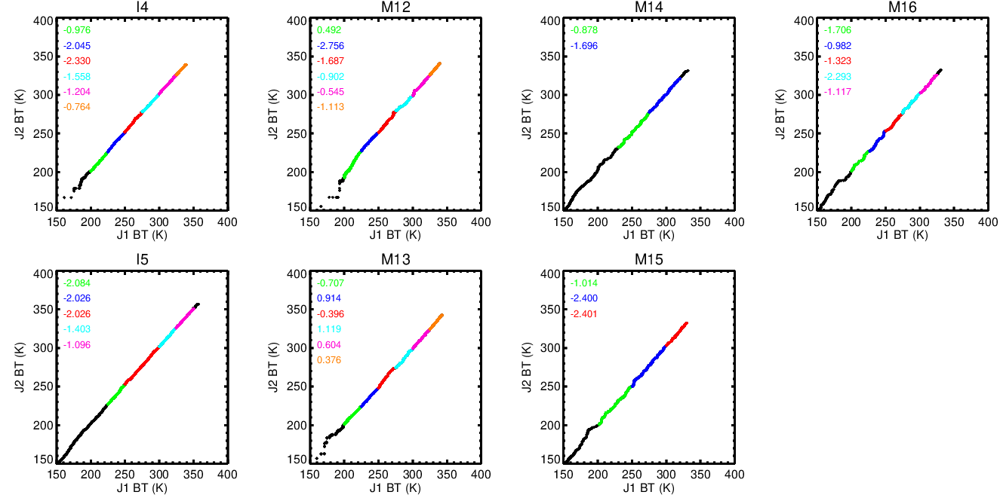 I4
400
350
300
250
200
150
J2 BT (K)
-0.976
-2.045
-2.330
-1.558
-1.204
-0.764
150 200 250 300 350 400
J1 BT (K)
M12
400
350
300
250
200
150
J2 BT (K)
0.492
-2.756
-1.687
-0.902
-0.545
-1.113
150 200 250 300 350 400
J1 BT (K)
M14
400
350
300
250
200
150
J2 BT (K)
-0.878
-1.696
150 200 250 300 350 400
J1 BT (K)
M16
400
350
300
250
200
150
J2 BT (K)
-1.706
-0.982
-1.323
-2.293
-1.117
150 200 250 300 350 400
J1 BT (K)
I5
400
350
300
250
200
150
J2 BT (K)
-2.084
-2.026
-2.026
-1.403
-1.096
150 200 250 300 350 400
J1 BT (K)
M13
400
350
300
250
200
150
J2 BT (K)
-0.707
0.914
-0.396
1.119
0.604
0.376
150 200 250 300 350 400
J1 BT (K)
M15
400
350
300
250
200
150
J2 BT (K)
-1.014
-2.400
-2.401
150 200 250 300 350 400
J1 BT (K)